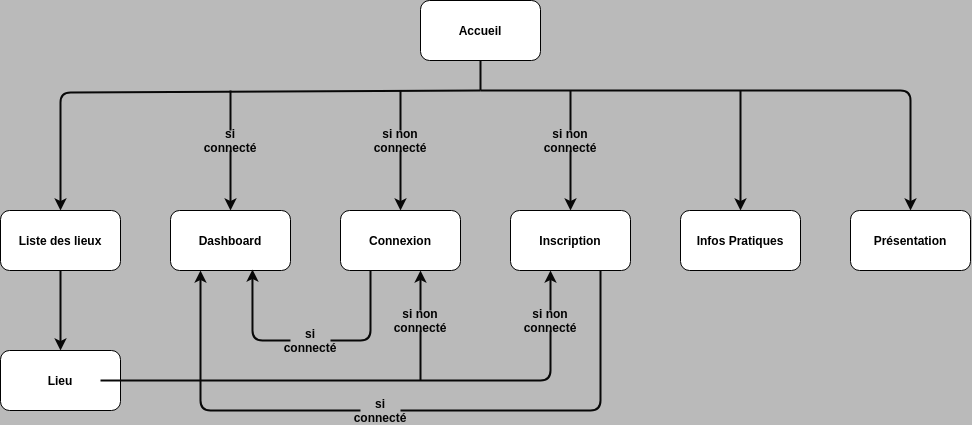 Accueil
si
connecté
si non
connecté
si non
connecté
Liste des lieux
Dashboard
Connexion
Inscription
Infos Pratiques
Présentation
si non
connecté
si non
connecté
si
connecté
Lieu
si
connecté